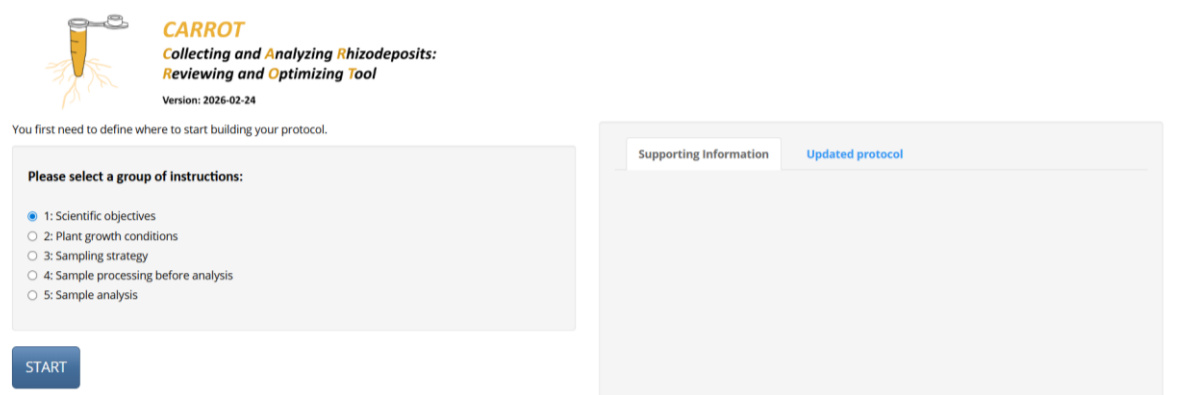 CARROT
Collecting and Analyzing Rhizodeposits:
Reviewing and Optimizing Tool
Version: 2026-02-24
You first need to define where to start building your protocol.
Please select a group of instructions:
1: Scientific objectives
2: Plant growth conditions
3: Sampling strategy
4: Sample processing before analysis
5: Sample analysis
START
Supporting Information
Updated protocol